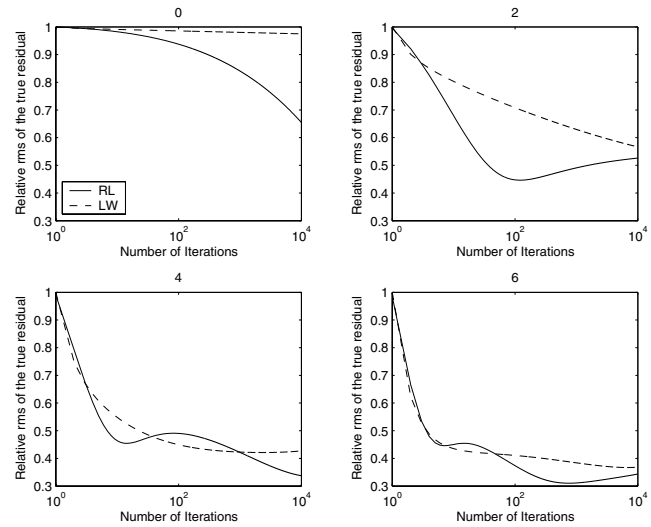 0
Relative rms of the true residual
1
0.9
0.8
0.7
0.6
0.5
0.4
0.3
RL
LW
10^0 10^2 10^4
Number of Iterations
2
Relative rms of the true residual
1
0.9
0.8
0.7
0.6
0.5
0.4
0.3
10^0 10^2 10^4
Number of Iterations
4
Relative rms of the true residual
1
0.9
0.8
0.7
0.6
0.5
0.4
0.3
10^0 10^2 10^4
Number of Iterations
6
Relative rms of the true residual
1
0.9
0.8
0.7
0.6
0.5
0.4
0.3
10^0 10^2 10^4
Number of Iterations